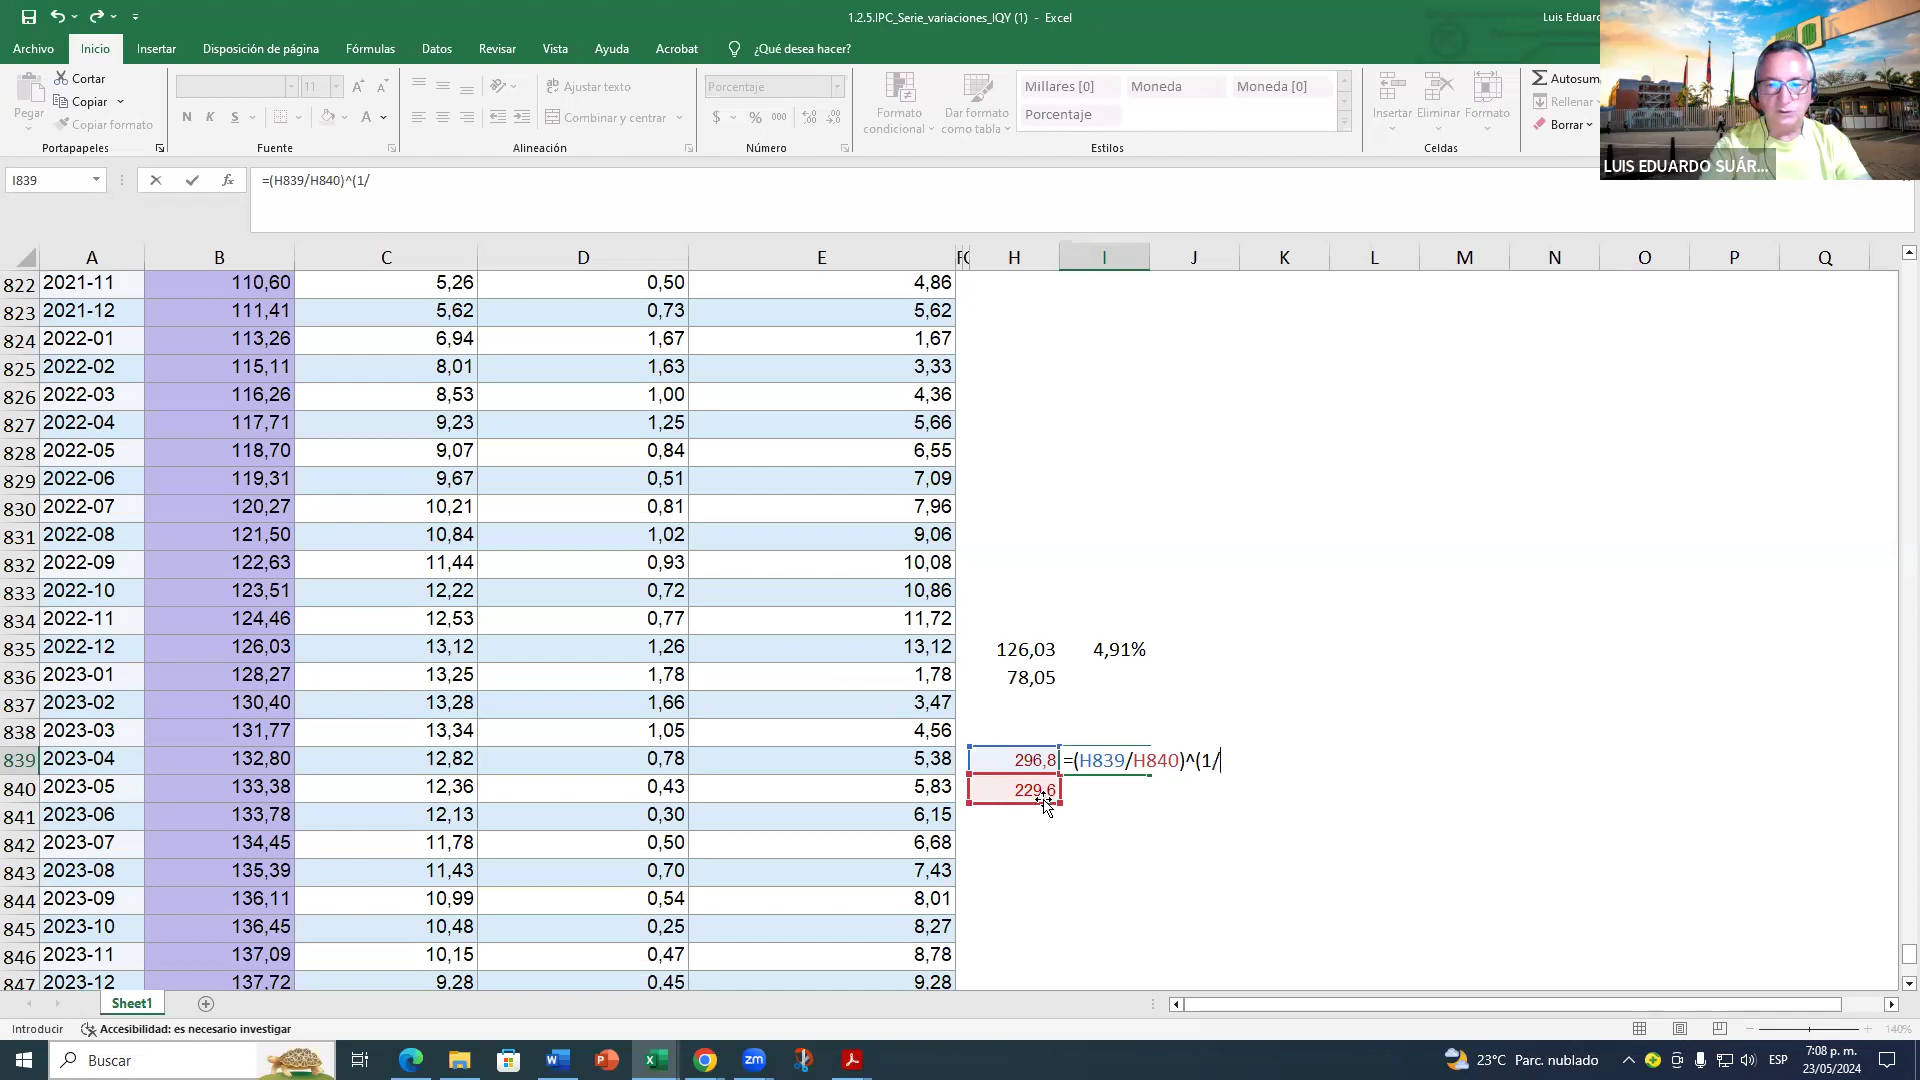 1.2.5.IPC_Serie_variaciones_IQY (1) - Excel
Luis Eduar
Archivo Inicio Insertar Disposición de página Fórmulas Datos Revisar Vista Ayuda Acrobat ¿Qué desea hacer?
Pegar
Cortar
Copiar
Copiar formato
Portapapeles
11
N K S
Fuente
Ajustar texto
Combinar y centrar
Alineación
Porcentaje
$ % 000
Número
Formato condicional
Dar formato como tabla
Millares [0] Moneda Moneda [0]
Porcentaje
Estilos
Insertar Eliminar Formato
Celdas
Autosum
Rellenar
Borrar
LUIS EDUARDO SUÁR...
I839 =(H839/H840)^(1/
A B C D E H I J K L M N O P Q
822 2021-11 110,60 5,26 0,50 4,86
823 2021-12 111,41 5,62 0,73 5,62
824 2022-01 113,26 6,94 1,67 1,67
825 2022-02 115,11 8,01 1,63 3,33
826 2022-03 116,26 8,53 1,00 4,36
827 2022-04 117,71 9,23 1,25 5,66
828 2022-05 118,70 9,07 0,84 6,55
829 2022-06 119,31 9,67 0,51 7,09
830 2022-07 120,27 10,21 0,81 7,96
831 2022-08 121,50 10,84 1,02 9,06
832 2022-09 122,63 11,44 0,93 10,08
833 2022-10 123,51 12,22 0,72 10,86
834 2022-11 124,46 12,53 0,77 11,72
835 2022-12 126,03 13,12 1,26 13,12 126,03 4,91%
836 2023-01 128,27 13,25 1,78 1,78 78,05
837 2023-02 130,40 13,28 1,66 3,47
838 2023-03 131,77 13,34 1,05 4,56
839 2023-04 132,80 12,82 0,78 5,38 296,8 =(H839/H840)^(1/
840 2023-05 133,38 12,36 0,43 5,83 229,6
841 2023-06 133,78 12,13 0,30 6,15
842 2023-07 134,45 11,78 0,50 6,68
843 2023-08 135,39 11,43 0,70 7,43
844 2023-09 136,11 10,99 0,54 8,01
845 2023-10 136,45 10,48 0,25 8,27
846 2023-11 137,09 10,15 0,47 8,78
847 2023-12 137,72 9,28 0,45 9,28
Sheet1
Introducir Accesibilidad: es necesario investigar 140%
Buscar
23°C Parc. nublado
ESP
7:08 p. m.
23/05/2024